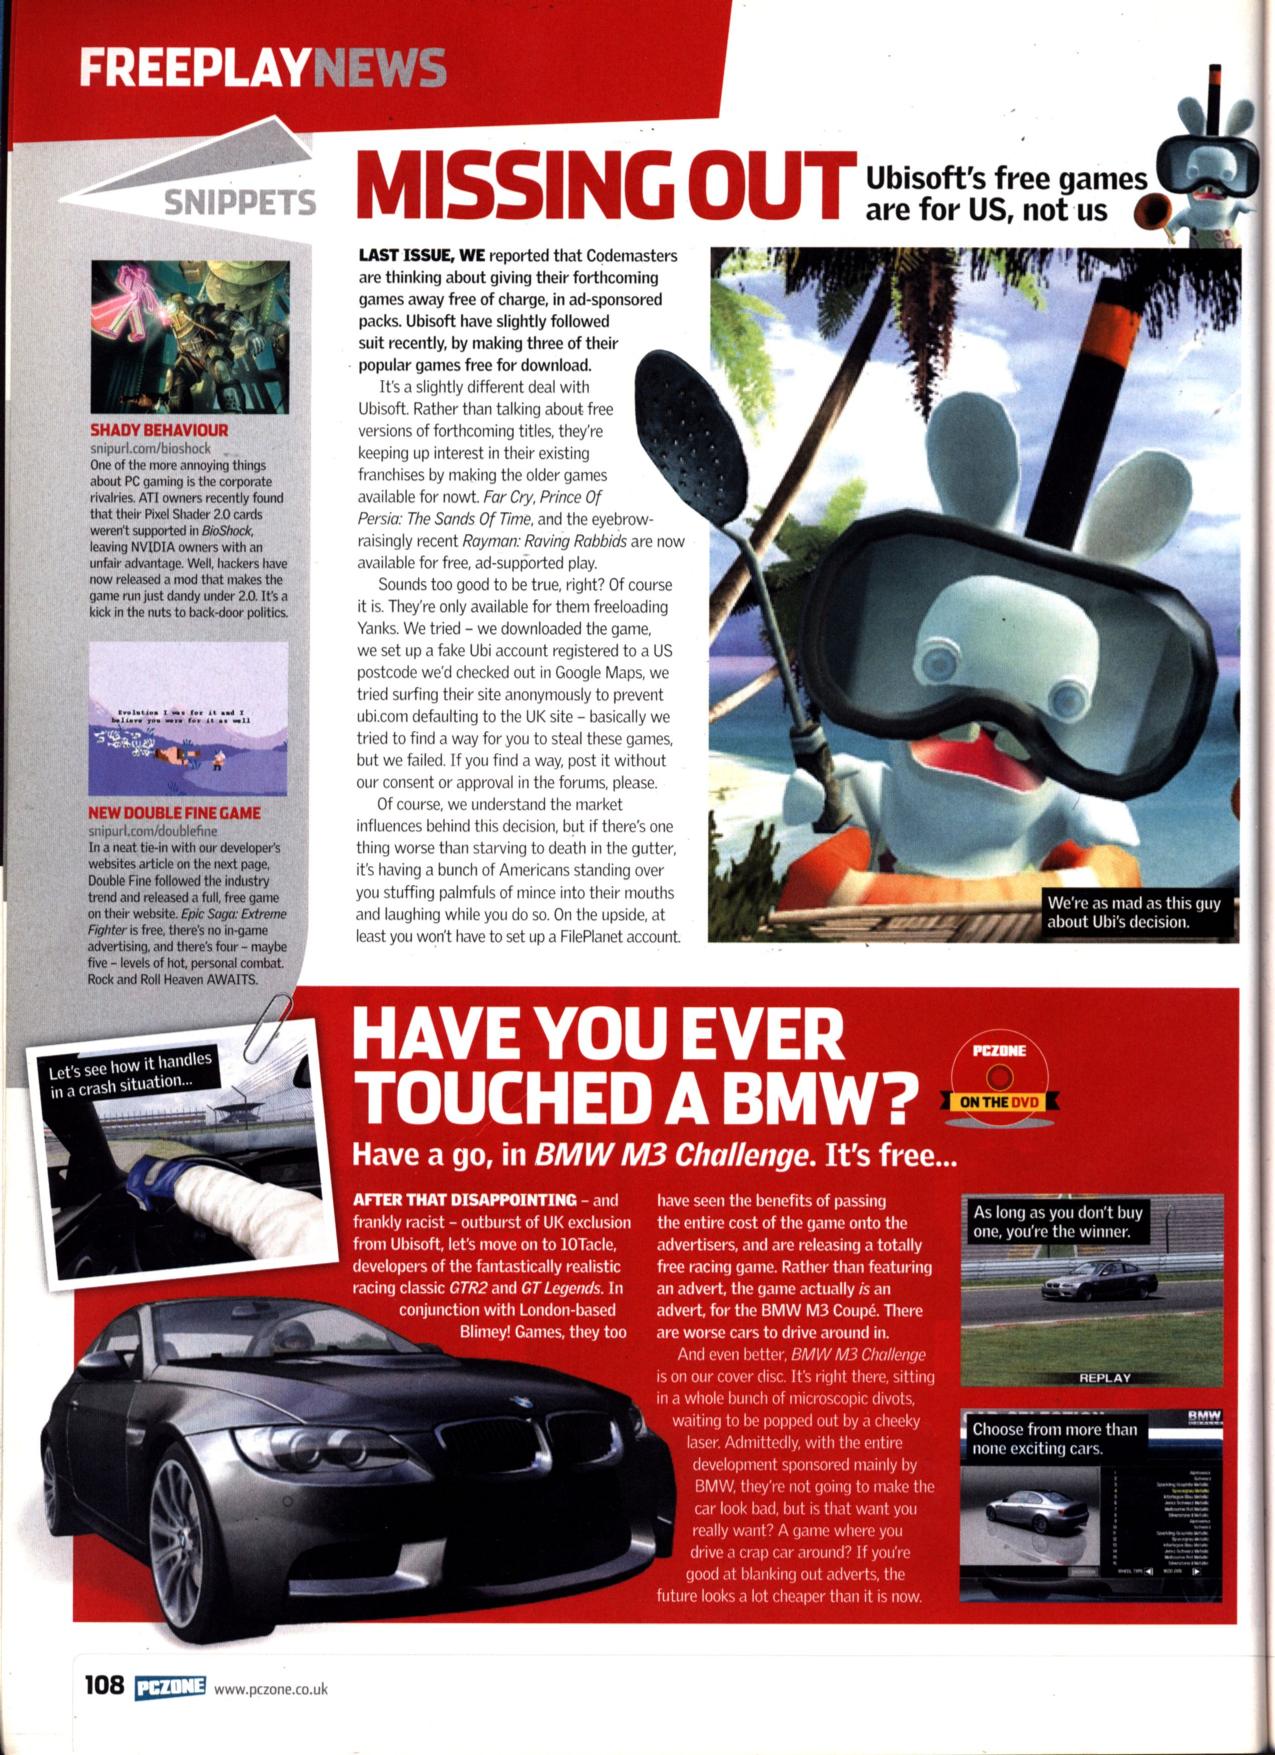 FREEPLAYNEWS
SNIPPETS
SHADY BEHAVIOUR
snipurl.com/bioshock
One of the more annoying things
about PC gaming is the corporate
rivalries. ATI owners recently found
that their Pixel Shader 2.0 cards
weren't supported in BioShock,
leaving NVIDIA owners with an
unfair advantage. Well, hackers have
now released a mod that makes the
game run just dandy under 2.0. It's a
kick in the nuts to back-door politics.
Evolution I was for it and I
believe you were for it as well
NEW DOUBLE FINE GAME
snipurl.com/doublefine
In a neat tie-in with our developer's
websites article on the next page,
Double Fine followed the industry
trend and released a full, free game
on their website. Epic Saga: Extreme
Fighter is free, there's no in-game
advertising, and there's four – maybe
five – levels of hot, personal combat.
Rock and Roll Heaven AWAITS.
MISSING OUT
Ubisoft's free games
are for US, not us
LAST ISSUE, WE reported that Codemasters
are thinking about giving their forthcoming
games away free of charge, in ad-sponsored
packs. Ubisoft have slightly followed
suit recently, by making three of their
popular games free for download.
It's a slightly different deal with
Ubisoft. Rather than talking about free
versions of forthcoming titles, they're
keeping up interest in their existing
franchises by making the older games
available for nowt. Far Cry, Prince Of
Persia: The Sands Of Time, and the eyebrow-
raisingly recent Rayman: Raving Rabbids are now
available for free, ad-supported play.
Sounds too good to be true, right? Of course
it is. They're only available for them freeloading
Yanks. We tried – we downloaded the game,
we set up a fake Ubi account registered to a US
postcode we'd checked out in Google Maps, we
tried surfing their site anonymously to prevent
ubi.com defaulting to the UK site – basically we
tried to find a way for you to steal these games,
but we failed. If you find a way, post it without
our consent or approval in the forums, please.
Of course, we understand the market
influences behind this decision, but if there's one
thing worse than starving to death in the gutter,
it's having a bunch of Americans standing over
you stuffing palmfuls of mince into their mouths
and laughing while you do so. On the upside, at
least you won't have to set up a FilePlanet account.
We're as mad as this guy
about Ubi's decision.
Let's see how it handles
in a crash situation...
HAVE YOU EVER
TOUCHED A BMW?
PCZONE
ON THE DVD
Have a go, in BMW M3 Challenge. It's free...
AFTER THAT DISAPPOINTING – and
frankly racist – outburst of UK exclusion
from Ubisoft, let's move on to 10Tacle,
developers of the fantastically realistic
racing classic GTR2 and GT Legends. In
conjunction with London-based
Blimey! Games, they too
have seen the benefits of passing
the entire cost of the game onto the
advertisers, and are releasing a totally
free racing game. Rather than featuring
an advert, the game actually is an
advert, for the BMW M3 Coupé. There
are worse cars to drive around in.
And even better, BMW M3 Challenge
is on our cover disc. It's right there, sitting
in a whole bunch of microscopic divots,
waiting to be popped out by a cheeky
laser. Admittedly, with the entire
development sponsored mainly by
BMW, they're not going to make the
car look bad, but is that want you
really want? A game where you
drive a crap car around? If you're
good at blanking out adverts, the
future looks a lot cheaper than it is now.
As long as you don't buy
one, you're the winner.
REPLAY
BMW
Choose from more than
none exciting cars.
108 PCZONE www.pczone.co.uk